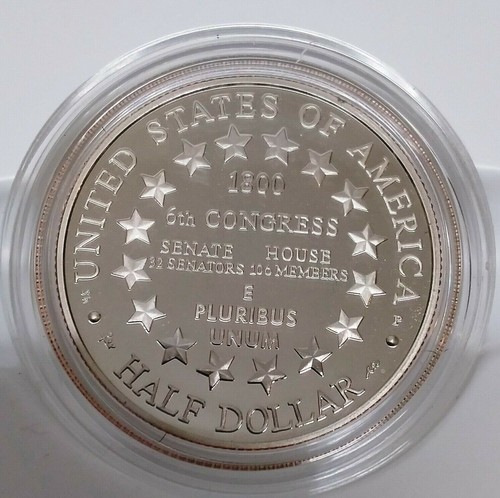 UNITED STATES OF AMERICA
1800
6th CONGRESS
SENATE HOUSE
32 SENATORS 106 MEMBERS
E
PLURIBUS
UNUM
P
HALF DOLLAR